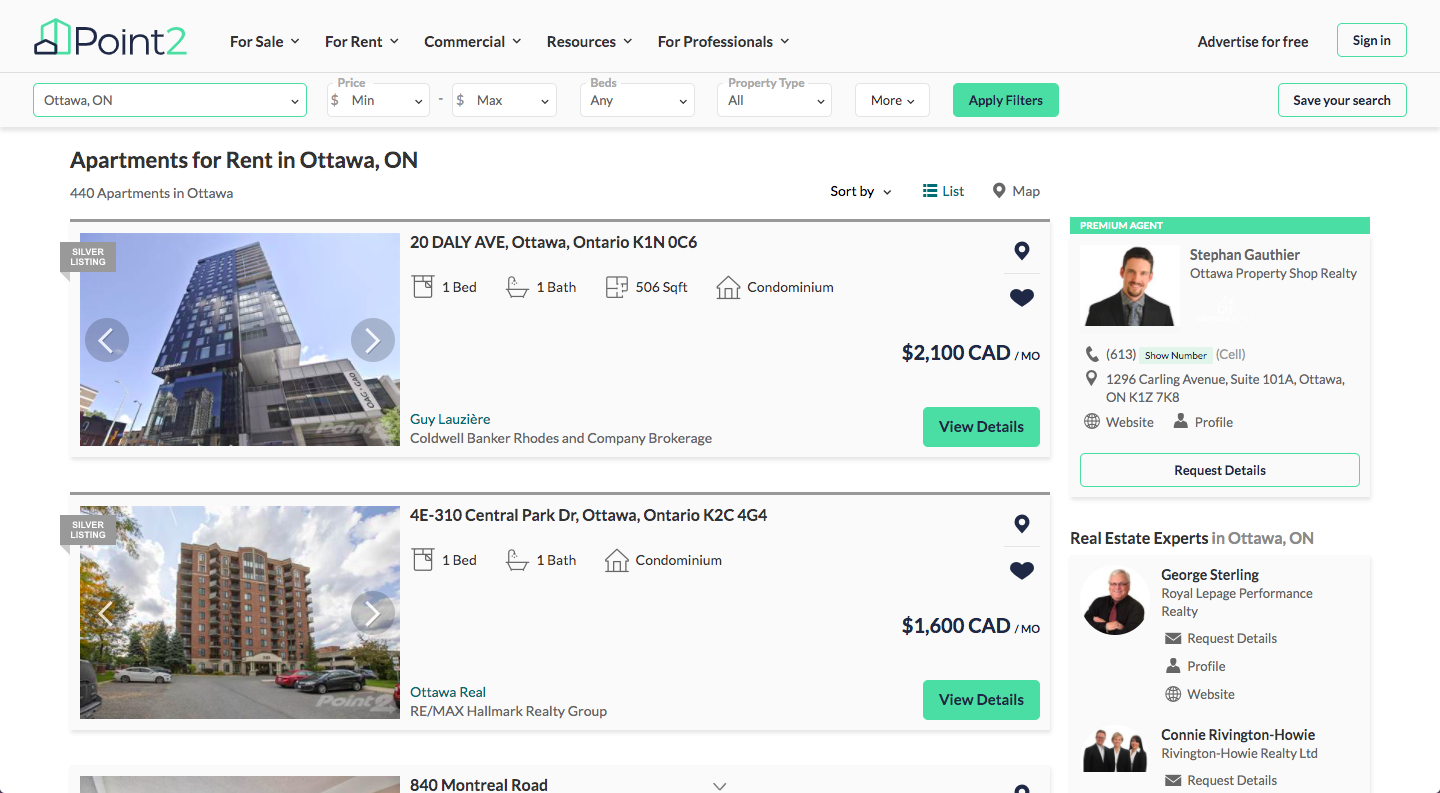 Point2
For Sale
For Rent
Commercial
Resources
For Professionals
Advertise for free
Sign in
Ottawa, ON
Price
$ Min
-
$ Max
Beds
Any
Property Type
All
More
Apply Filters
Save your search
Apartments for Rent in Ottawa, ON
440 Apartments in Ottawa
Sort by
List
Map
SILVER
LISTING
OAC·OAG
Point2
20 DALY AVE, Ottawa, Ontario K1N 0C6
1 Bed
1 Bath
506 Sqft
Condominium
$2,100 CAD / MO
Guy Lauzière
Coldwell Banker Rhodes and Company Brokerage
View Details
SILVER
LISTING
Point2
4E-310 Central Park Dr, Ottawa, Ontario K2C 4G4
1 Bed
1 Bath
Condominium
$1,600 CAD / MO
Ottawa Real
RE/MAX Hallmark Realty Group
View Details
840 Montreal Road
PREMIUM AGENT
Stephan Gauthier
Ottawa Property Shop Realty
(613) Show Number (Cell)
1296 Carling Avenue, Suite 101A, Ottawa,
ON K1Z 7K8
Website
Profile
Request Details
Real Estate Experts in Ottawa, ON
George Sterling
Royal Lepage Performance
Realty
Request Details
Profile
Website
Connie Rivington-Howie
Rivington-Howie Realty Ltd
Request Details